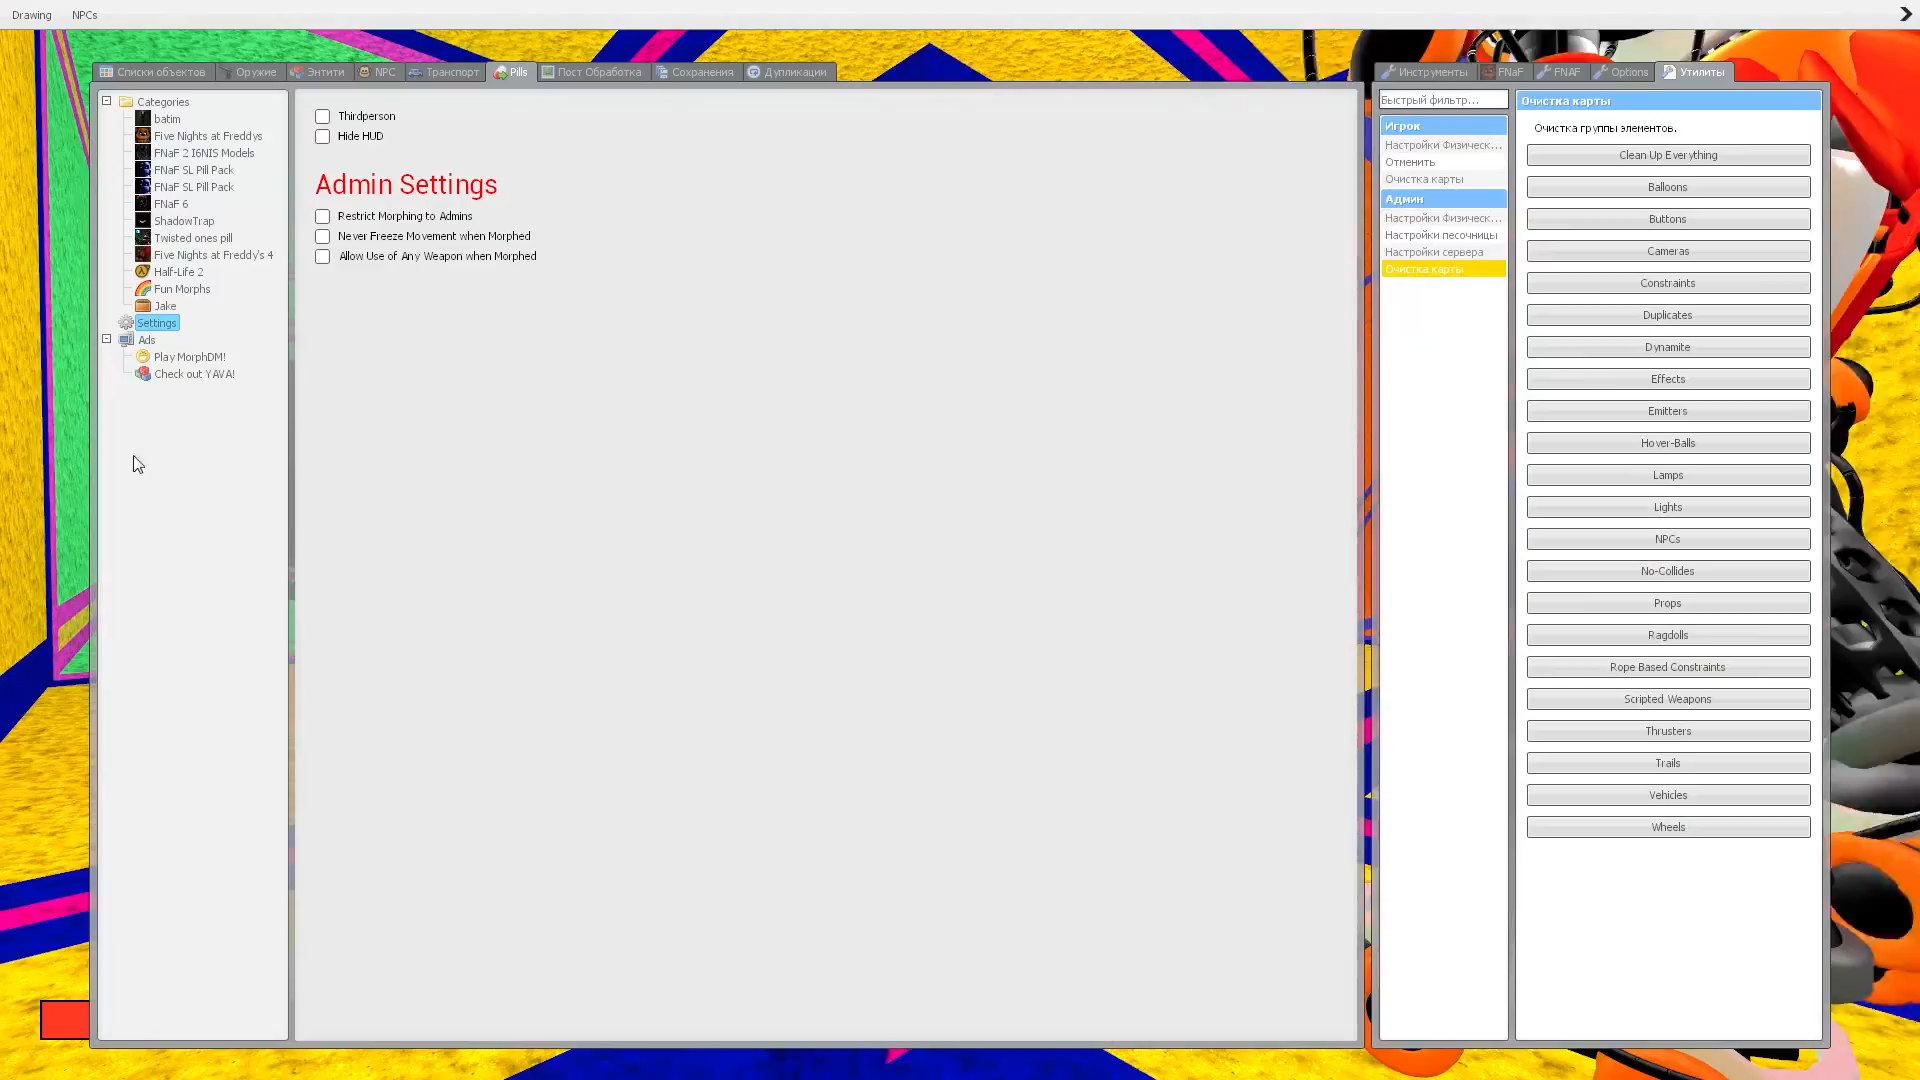 Drawing NPCs
Списки объектов Оружие Энтити NPC Транспорт Pills Пост Обработка Сохранения Дупликации
Categories
batim
Five Nights at Freddys
FNaF 2 I6NIS Models
FNaF SL Pill Pack
FNaF SL Pill Pack
FNaF 6
ShadowTrap
Twisted ones pill
Five Nights at Freddy's 4
Half-Life 2
Fun Morphs
Jake
Settings
Ads
Play MorphDM!
Check out YAVA!
Thirdperson
Hide HUD
Admin Settings
Restrict Morphing to Admins
Never Freeze Movement when Morphed
Allow Use of Any Weapon when Morphed
Инструменты FNaF FNAF Options Утилиты
Быстрый фильтр...
Игрок
Настройки Физическ...
Отменить
Очистка карты
Админ
Настройки Физическ...
Настройки песочницы
Настройки сервера
Очистка карты
Очистка карты
Очистка группы элементов.
Clean Up Everything
Balloons
Buttons
Cameras
Constraints
Duplicates
Dynamite
Effects
Emitters
Hover-Balls
Lamps
Lights
NPCs
No-Collides
Props
Ragdolls
Rope Based Constraints
Scripted Weapons
Thrusters
Trails
Vehicles
Wheels